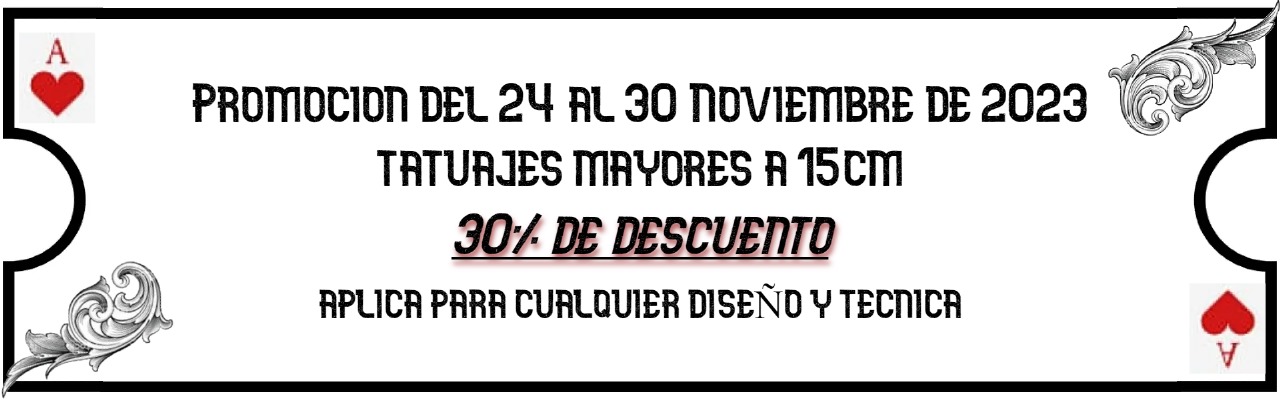 A
PROMOCION DEL 24 AL 30 NOVIEMBRE DE 2023
TATUAJES MAYORES A 15CM
30% DE DESCUENTO
APLICA PARA CUALQUIER DISEÑO Y TECNICA
A